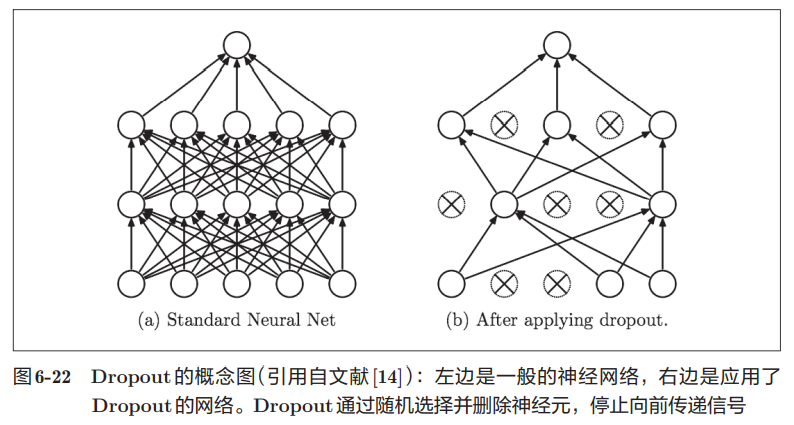 (a) Standard Neural Net
(b) After applying dropout.
图6-22 Dropout的概念图(引用自文献[14]):左边是一般的神经网络,右边是应用了
Dropout的网络。Dropout通过随机选择并删除神经元,停止向前传递信号